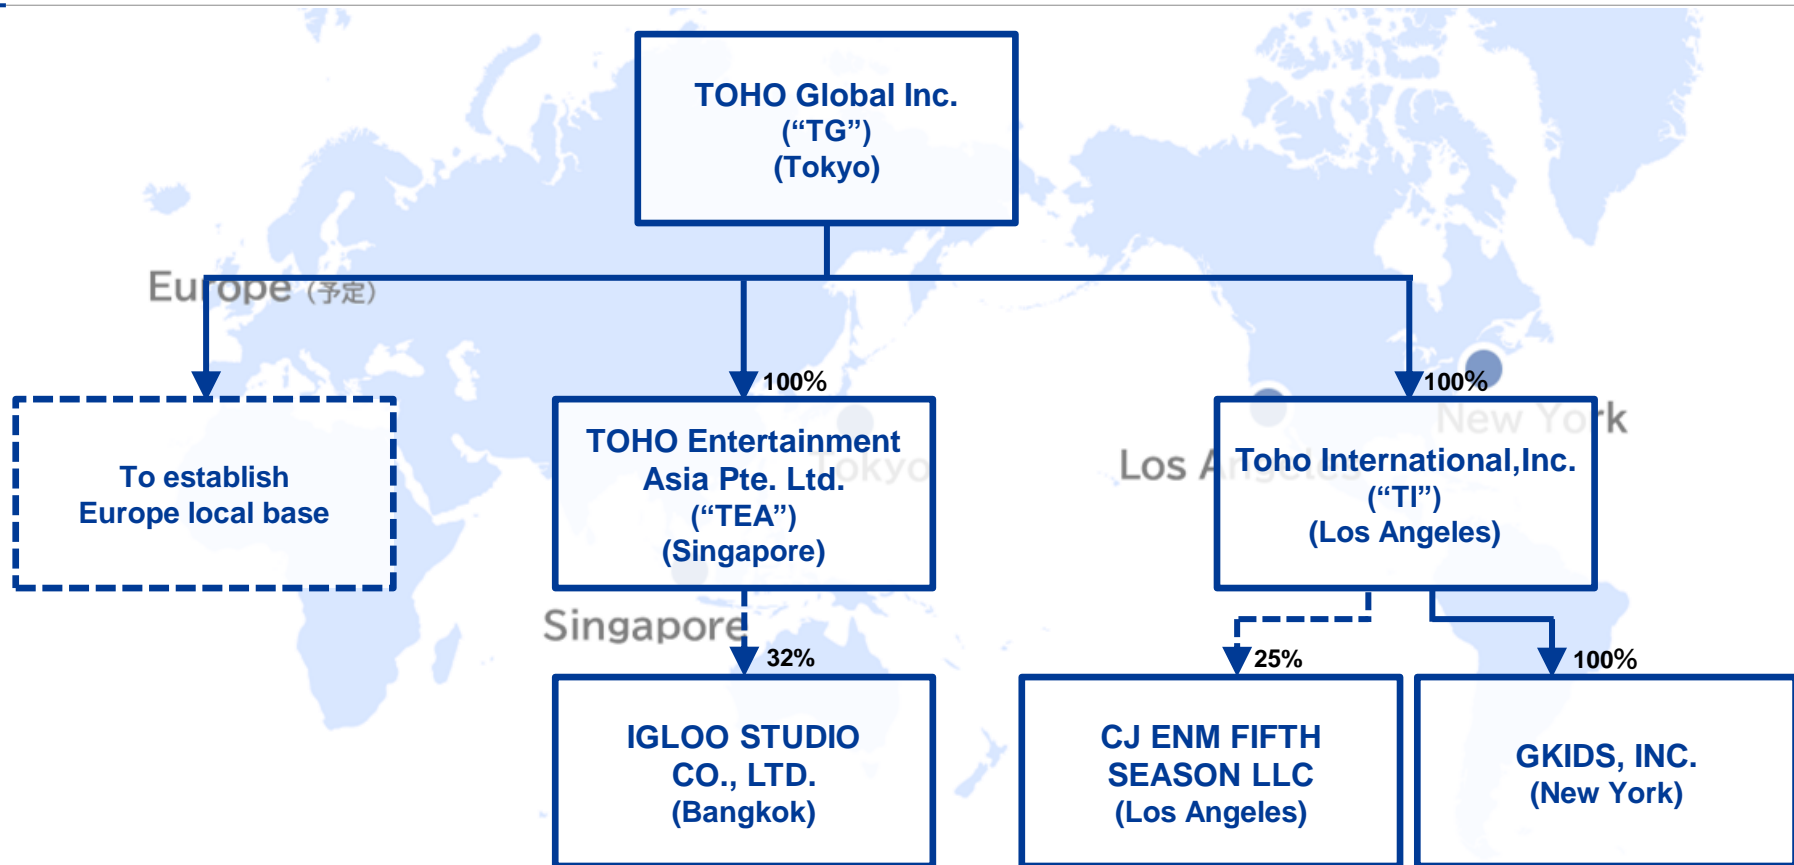 TOHO Global Inc.
(“TG”)
(Tokyo)
Europe (予定)
100%
100%
To establish
Europe local base
TOHO Entertainment
Asia Pte. Ltd.
(“TEA”)
(Singapore)
Tokyo
Los Angeles
New York
Toho International,Inc.
(“TI”)
(Los Angeles)
Singapore
32%
25%
100%
IGLOO STUDIO
CO., LTD.
(Bangkok)
CJ ENM FIFTH
SEASON LLC
(Los Angeles)
GKIDS, INC.
(New York)